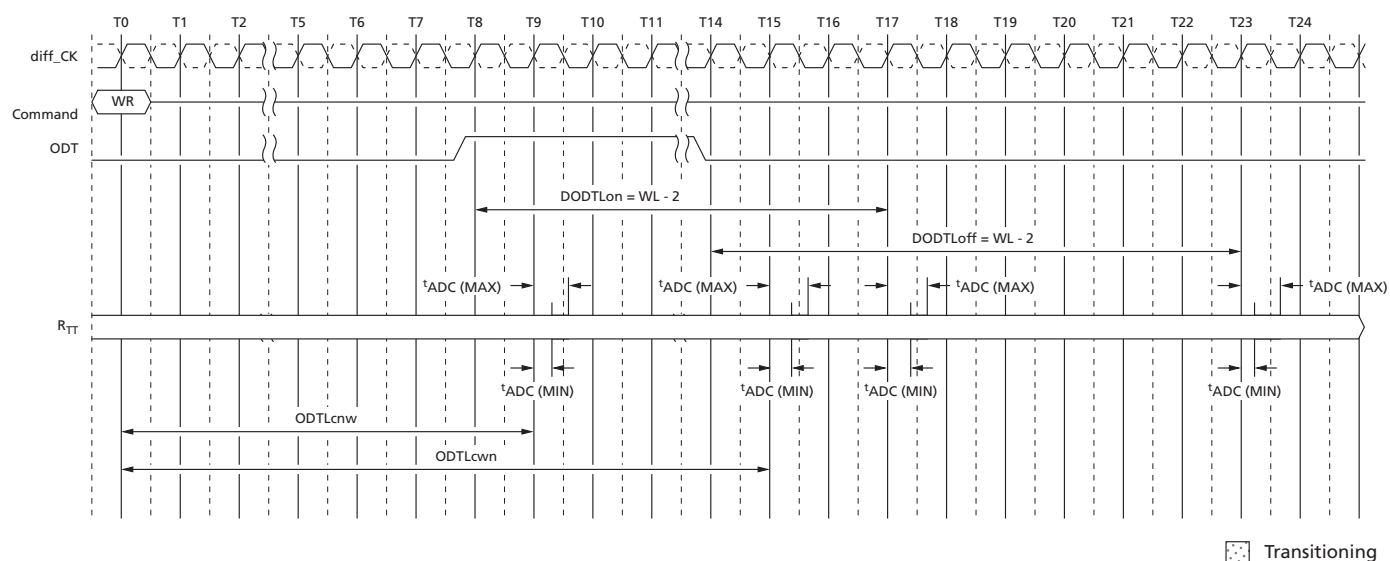 T0 T1 T2 T5 T6 T7 T8 T9 T10 T11 T14 T15 T16 T17 T18 T19 T20 T21 T22 T23 T24
diff_CK
WR
Command
ODT
DODTLon = WL - 2
DODTLoff = WL - 2
tADC (MAX) tADC (MAX) tADC (MAX) tADC (MAX)
RTT
tADC (MIN) tADC (MIN) tADC (MIN) tADC (MIN)
ODTLcnw
ODTLcwn
Transitioning